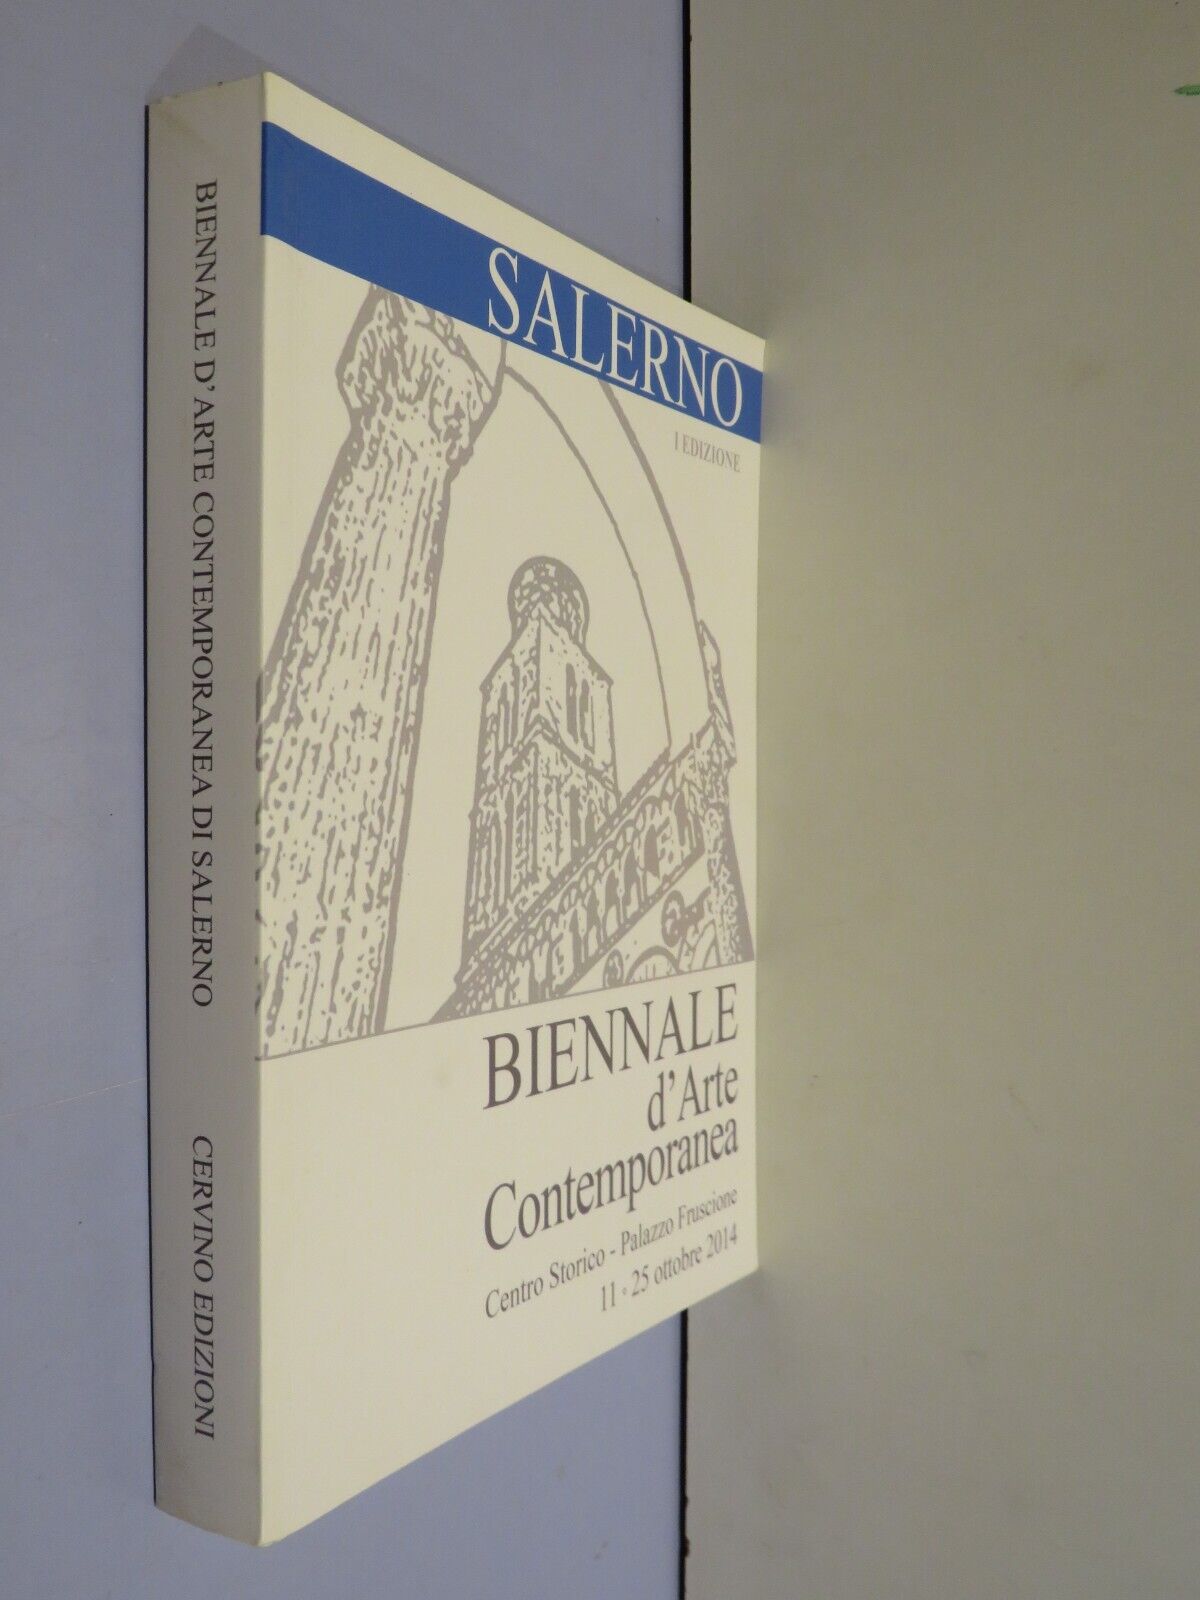 BIENNALE D'ARTE CONTEMPORANEA DI SALERNO
CERVINO EDIZIONI
SALERNO
I EDIZIONE
BIENNALE
d'Arte
Contemporanea
Centro Storico - Palazzo Fruscione
11 ◦ 25 ottobre 2014